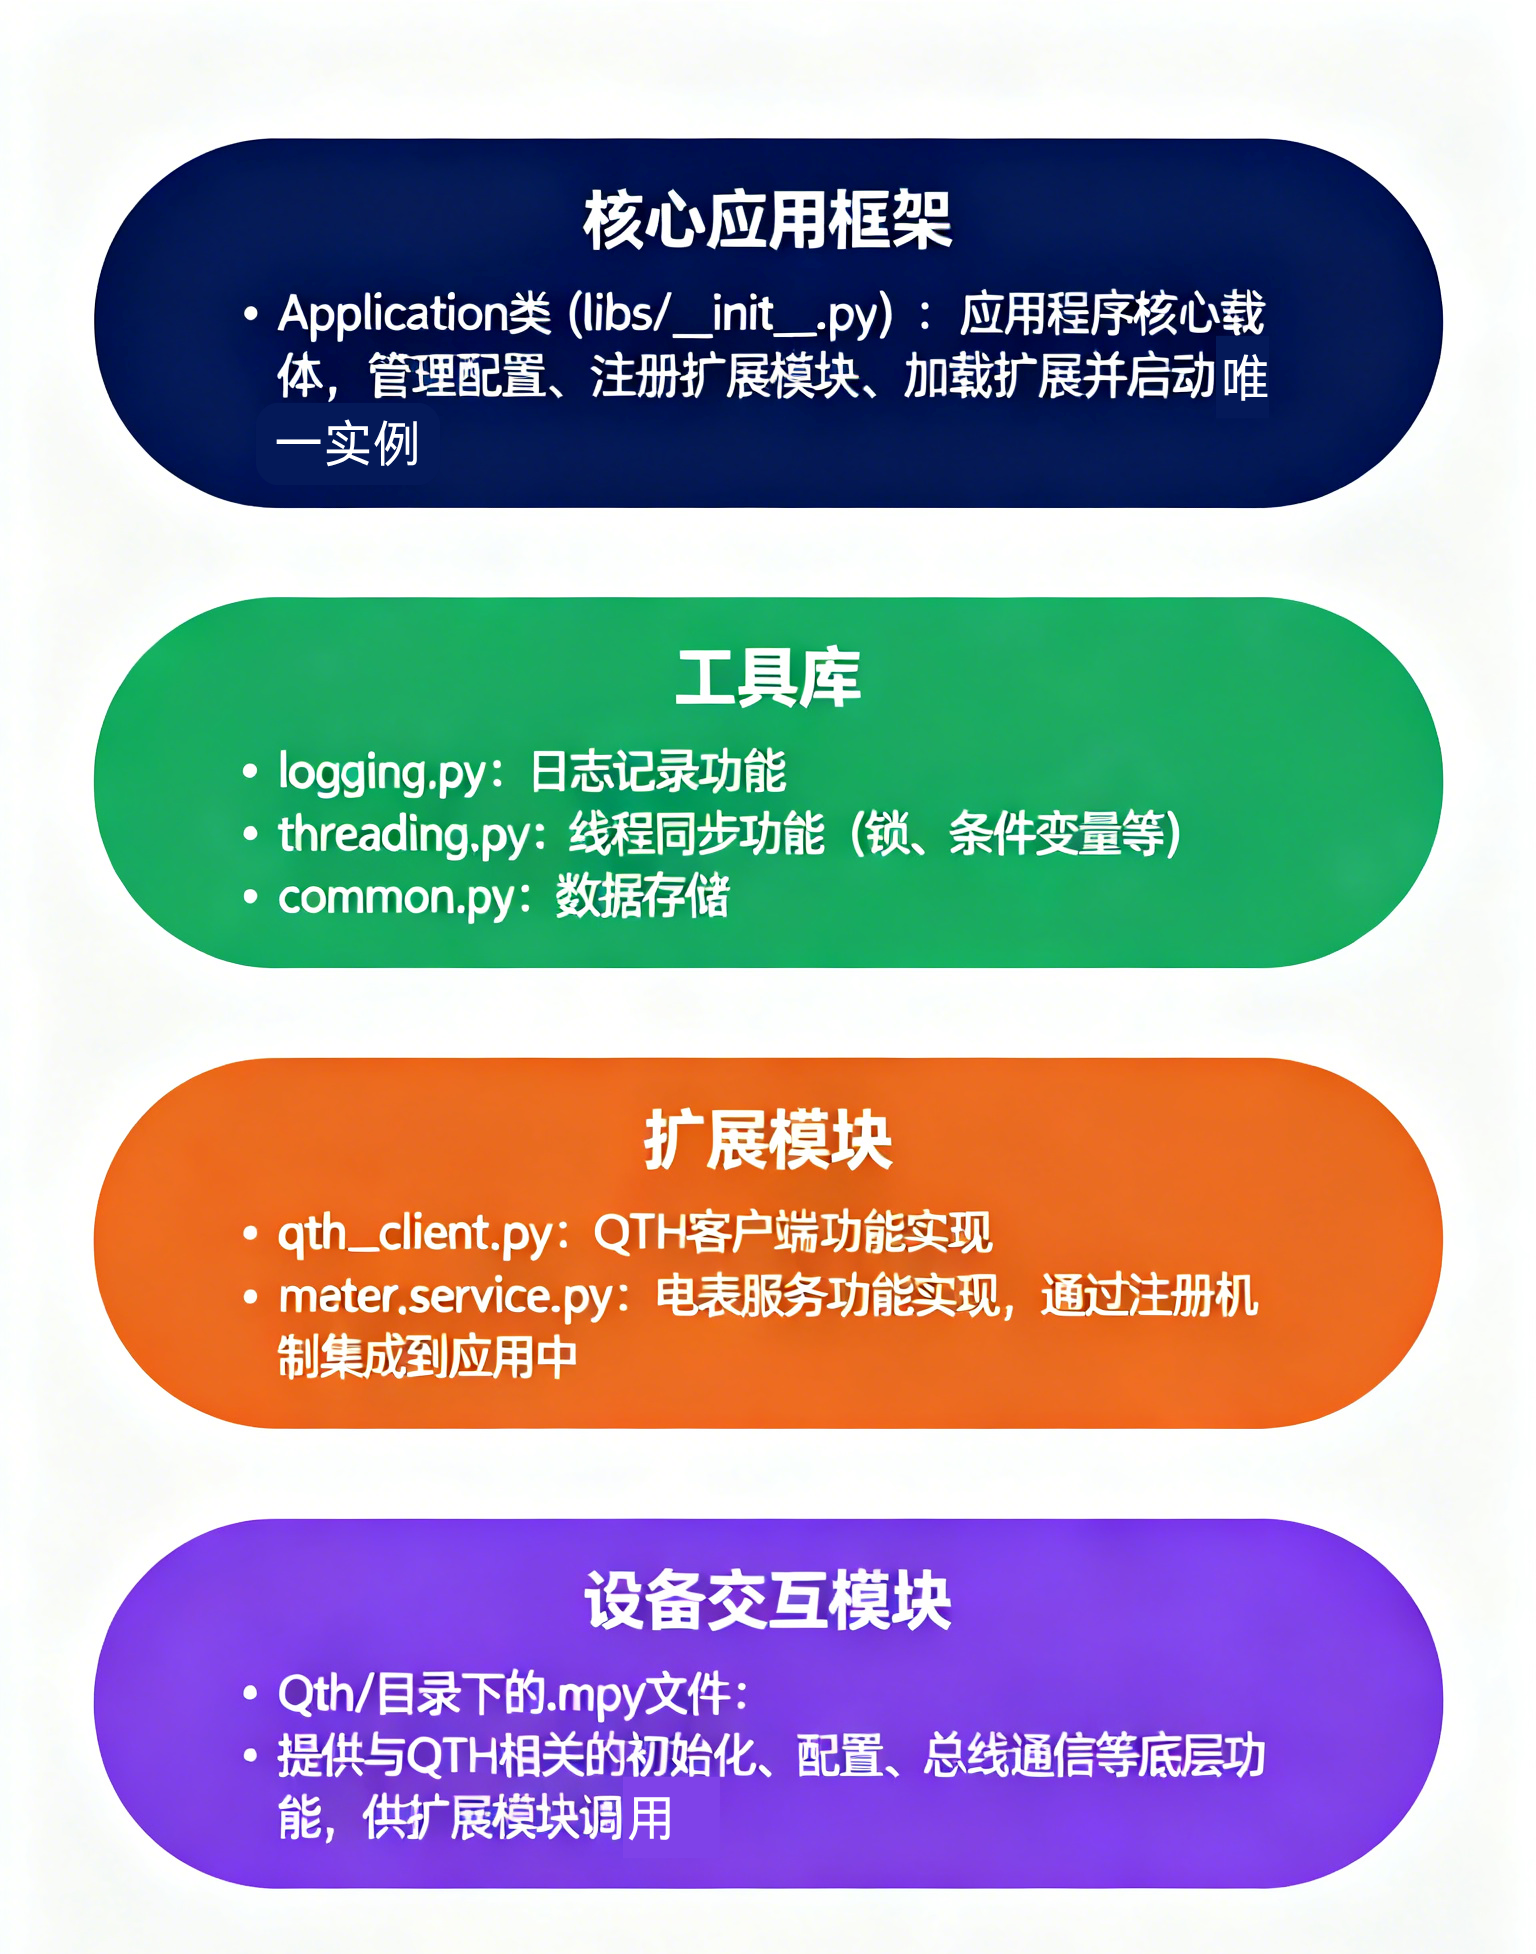 核心应用框架
• Application类 (libs/__init__.py) ：应用程序核心载
体，管理配置、注册扩展模块、加载扩展并启动唯
一实例
工具库
• logging.py：日志记录功能
• threading.py：线程同步功能（锁、条件变量等）
• common.py：数据存储
扩展模块
• qth_client.py：QTH客户端功能实现
• mater.service.py：电表服务功能实现，通过注册机
制集成到应用中
设备交互模块
• Qth/目录下的.mpy文件：
• 提供与QTH相关的初始化、配置、总线通信等底层功
能，供扩展模块调用